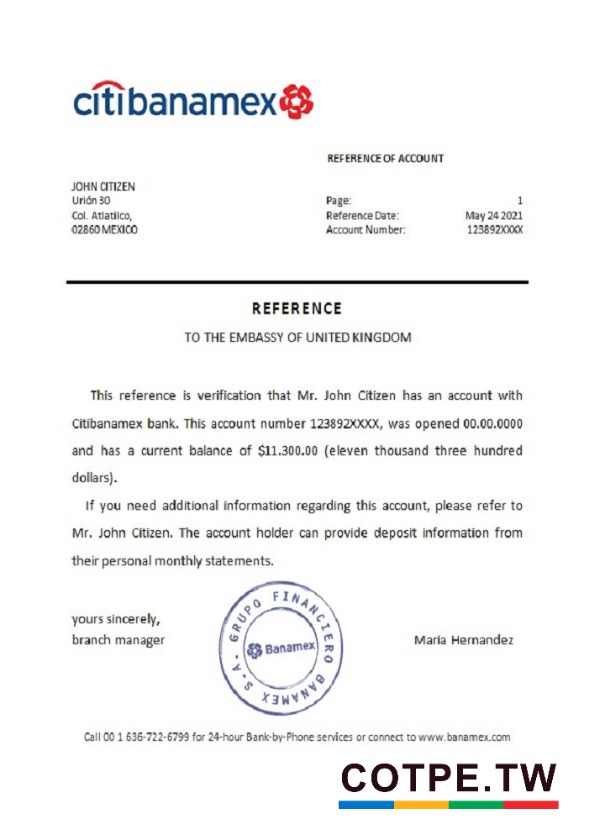 citibanamex
REFERENCE OF ACCOUNT
JOHN CITIZEN
Urión 30
Col. Atlatilco,
02860 MEXICO
Page: 1
Reference Date: May 24 2021
Account Number: 123892XXXX
REFERENCE
TO THE EMBASSY OF UNITED KINGDOM
This reference is verification that Mr. John Citizen has an account with
Citibanamex bank. This account number 123892XXXX, was opened 00.00.0000
and has a current balance of $11.300.00 (eleven thousand three hundred
dollars).
If you need additional information regarding this account, please refer to
Mr. John Citizen. The account holder can provide deposit information from
their personal monthly statements.
yours sincerely,
branch manager
GRUPO FINANCIERO BANAMEX S.A.
Banamex
Maria Hernandez
Call 00 1 636-722-6799 for 24-hour Bank-by-Phone services or connect to www.banamex.com
COTPE.TW